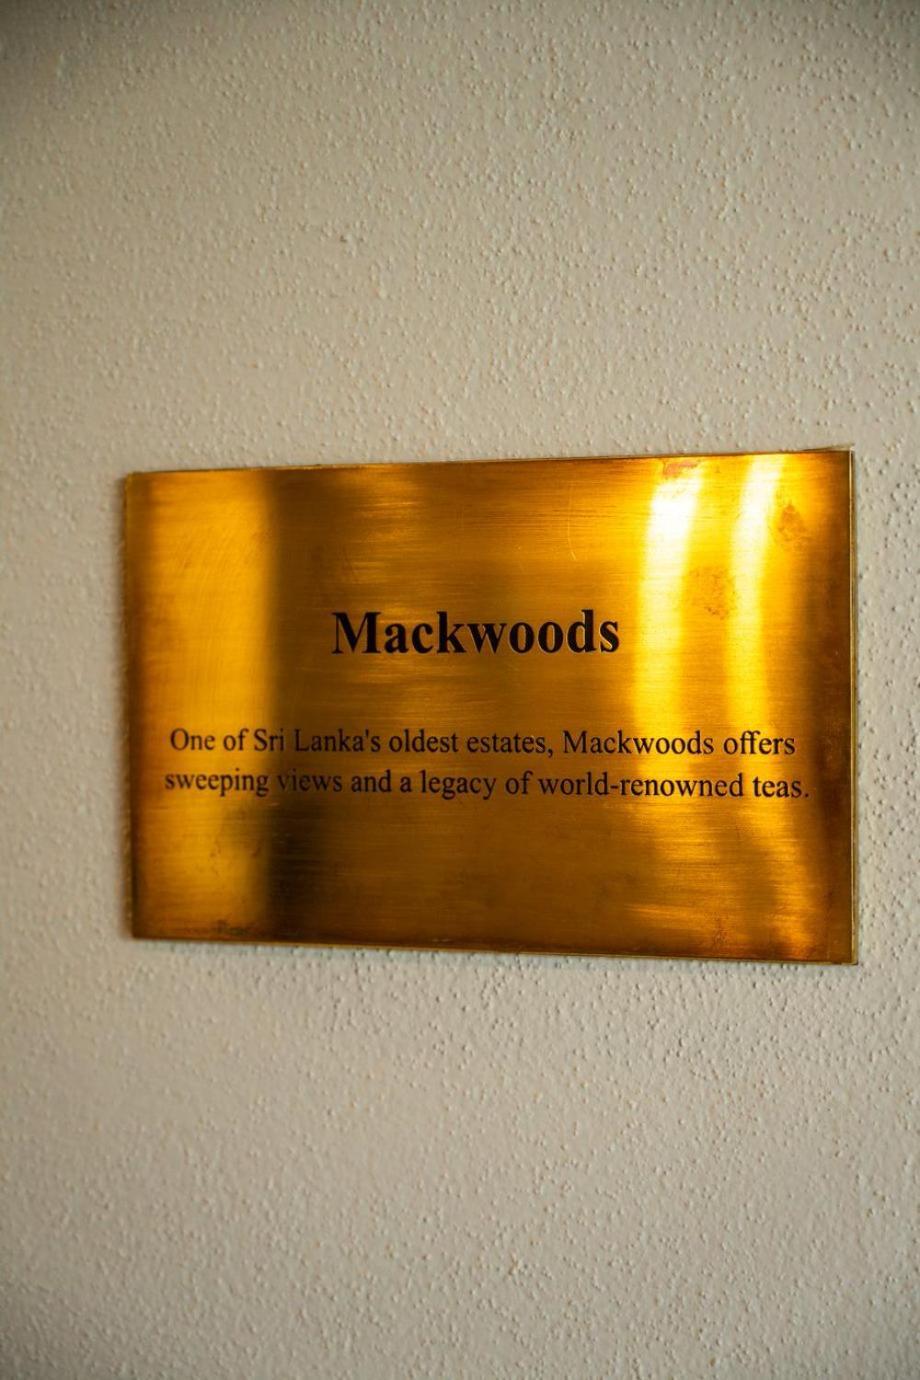 Mackwoods
One of Sri Lanka's oldest estates, Mackwoods offers
sweeping views and a legacy of world-renowned teas.